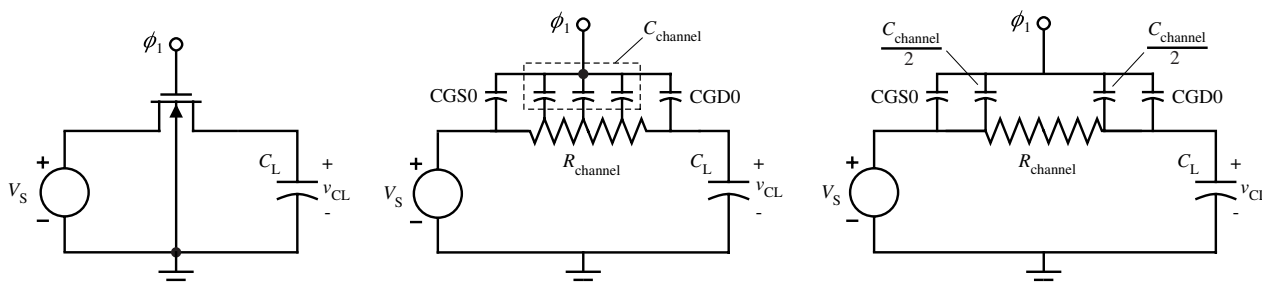 ϕ1
+
VS
−
CL
+
vCL
-
ϕ1
Cchannel
CGS0
CGD0
Rchannel
+
VS
−
CL
+
vCL
-
ϕ1
Cchannel
2
Cchannel
2
CGS0
CGD0
Rchannel
+
VS
−
CL
+
vCL
-